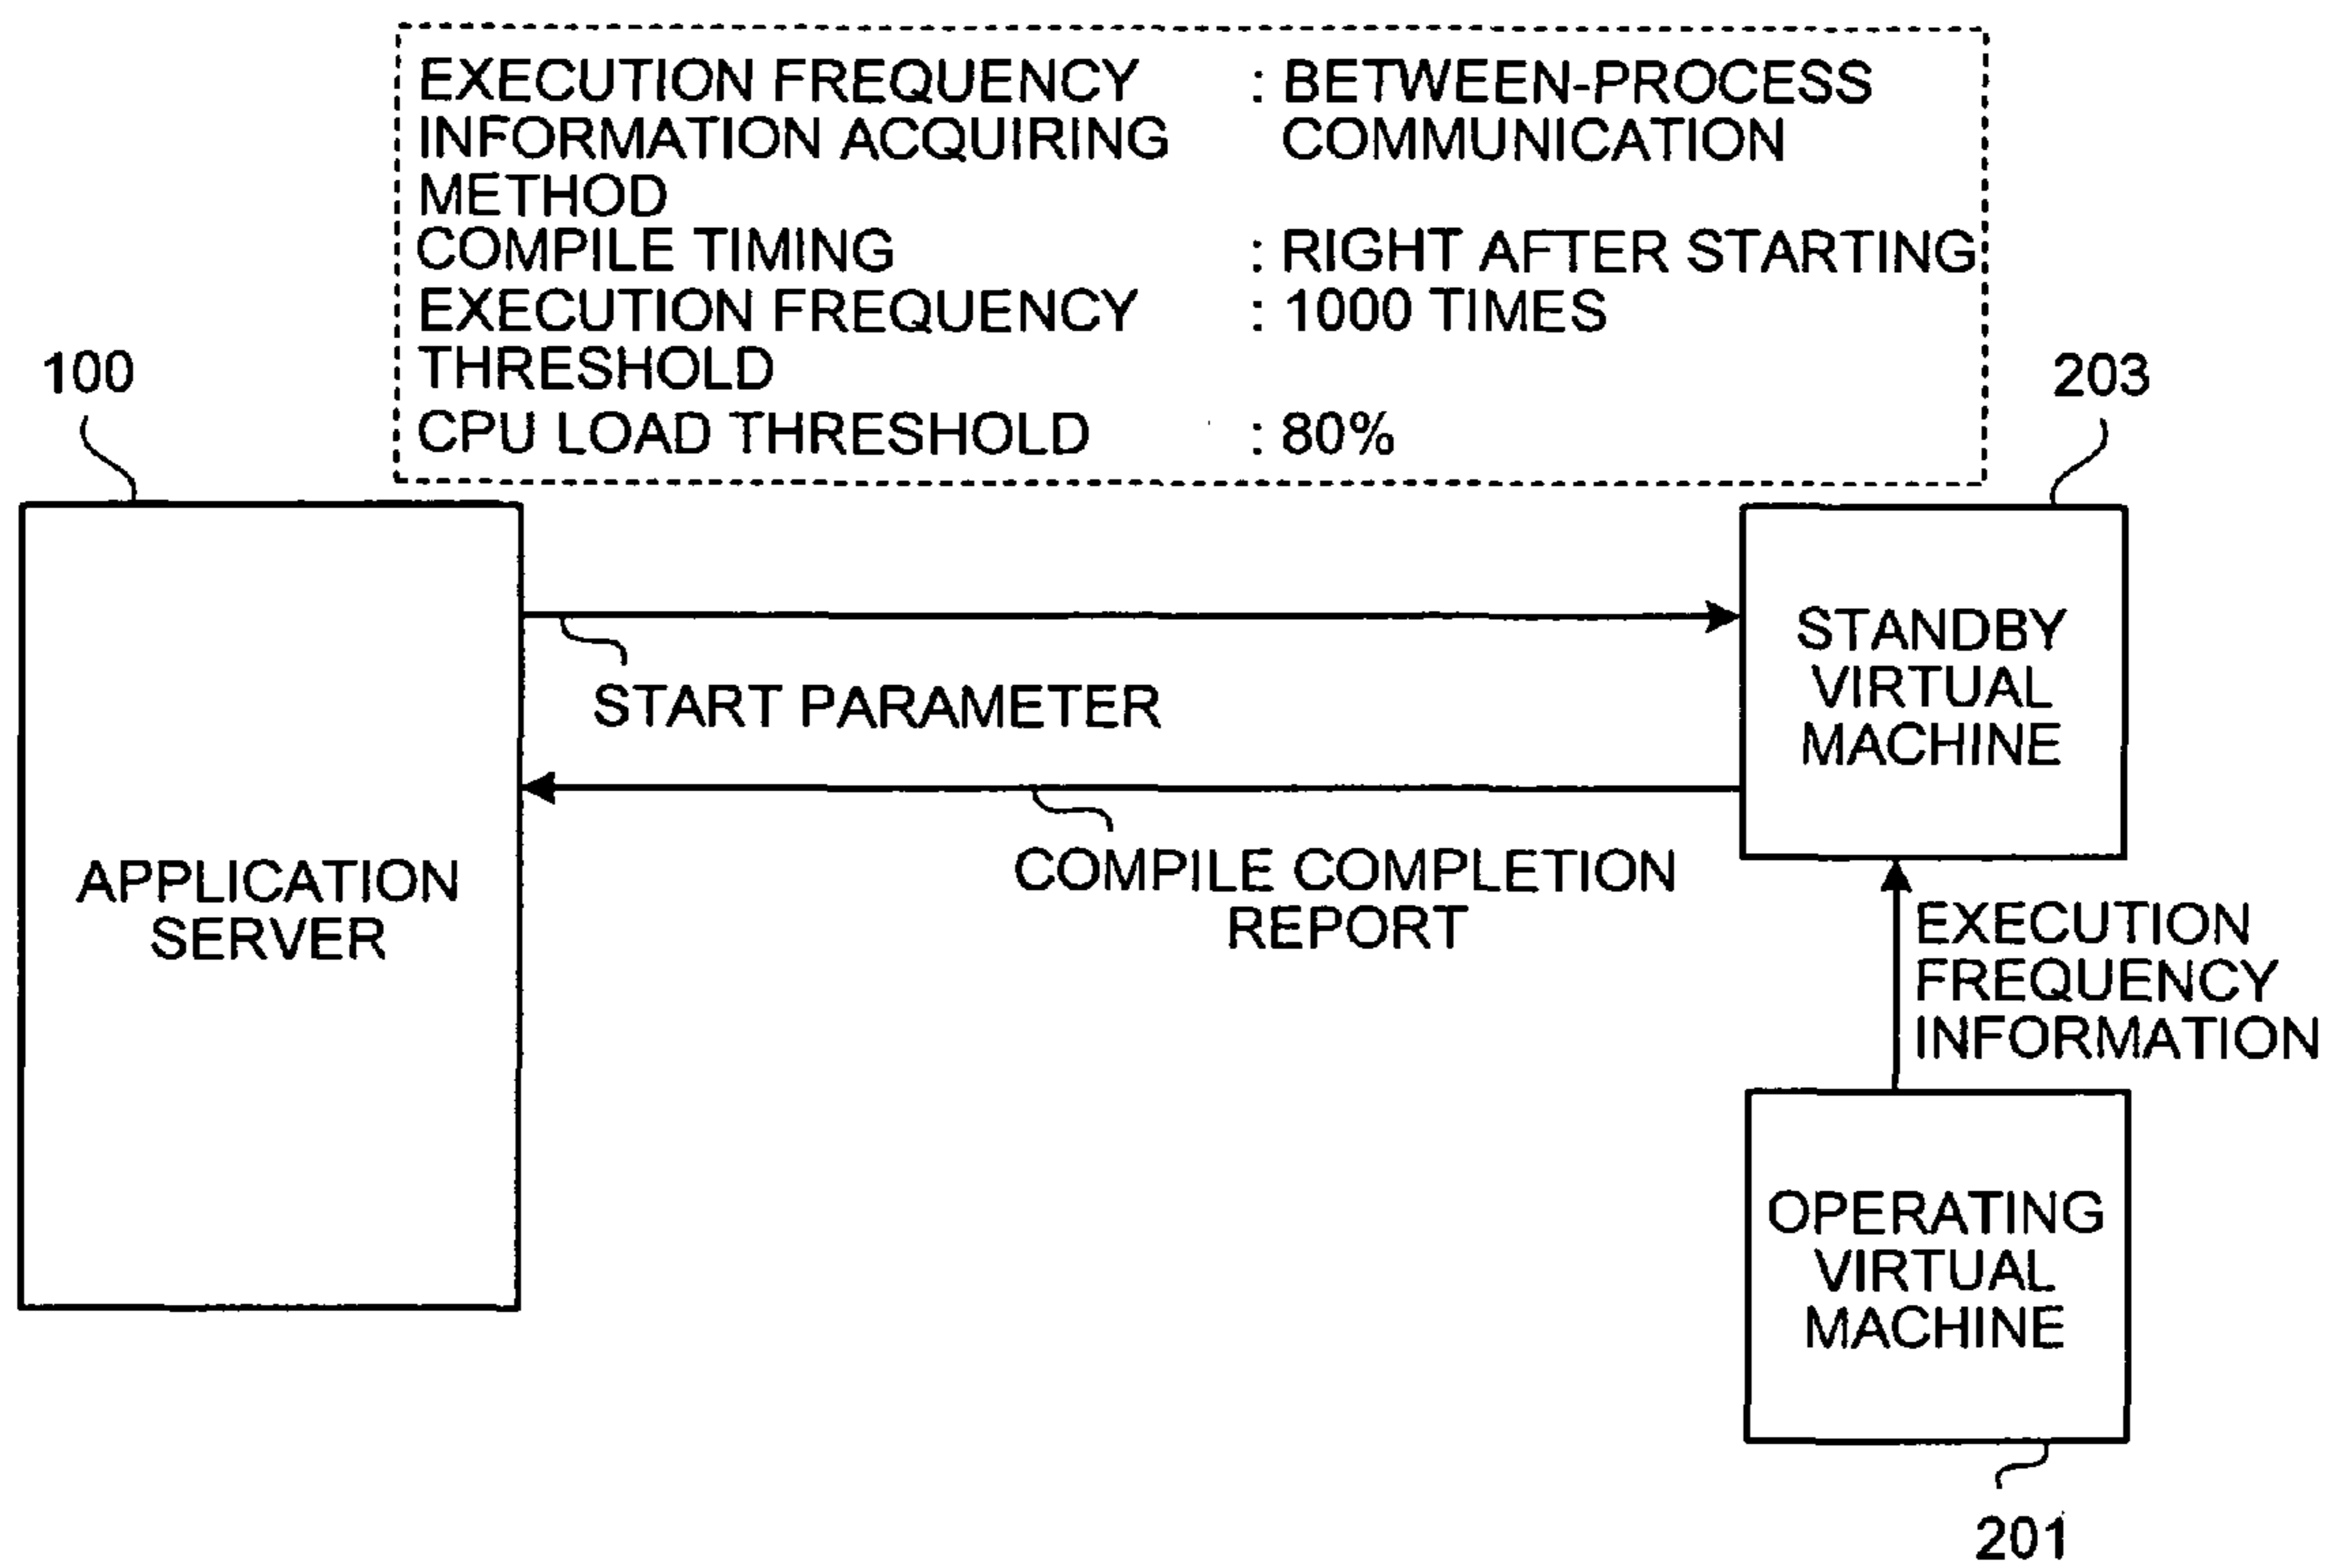 EXECUTION FREQUENCY : BETWEEN-PROCESS
INFORMATION ACQUIRING COMMUNICATION
METHOD
COMPILE TIMING : RIGHT AFTER STARTING
EXECUTION FREQUENCY : 1000 TIMES
THRESHOLD
CPU LOAD THRESHOLD : 80%
100
203
START PARAMETER
STANDBY
VIRTUAL
MACHINE
COMPILE COMPLETION
REPORT
APPLICATION
SERVER
EXECUTION
FREQUENCY
INFORMATION
OPERATING
VIRTUAL
MACHINE
201